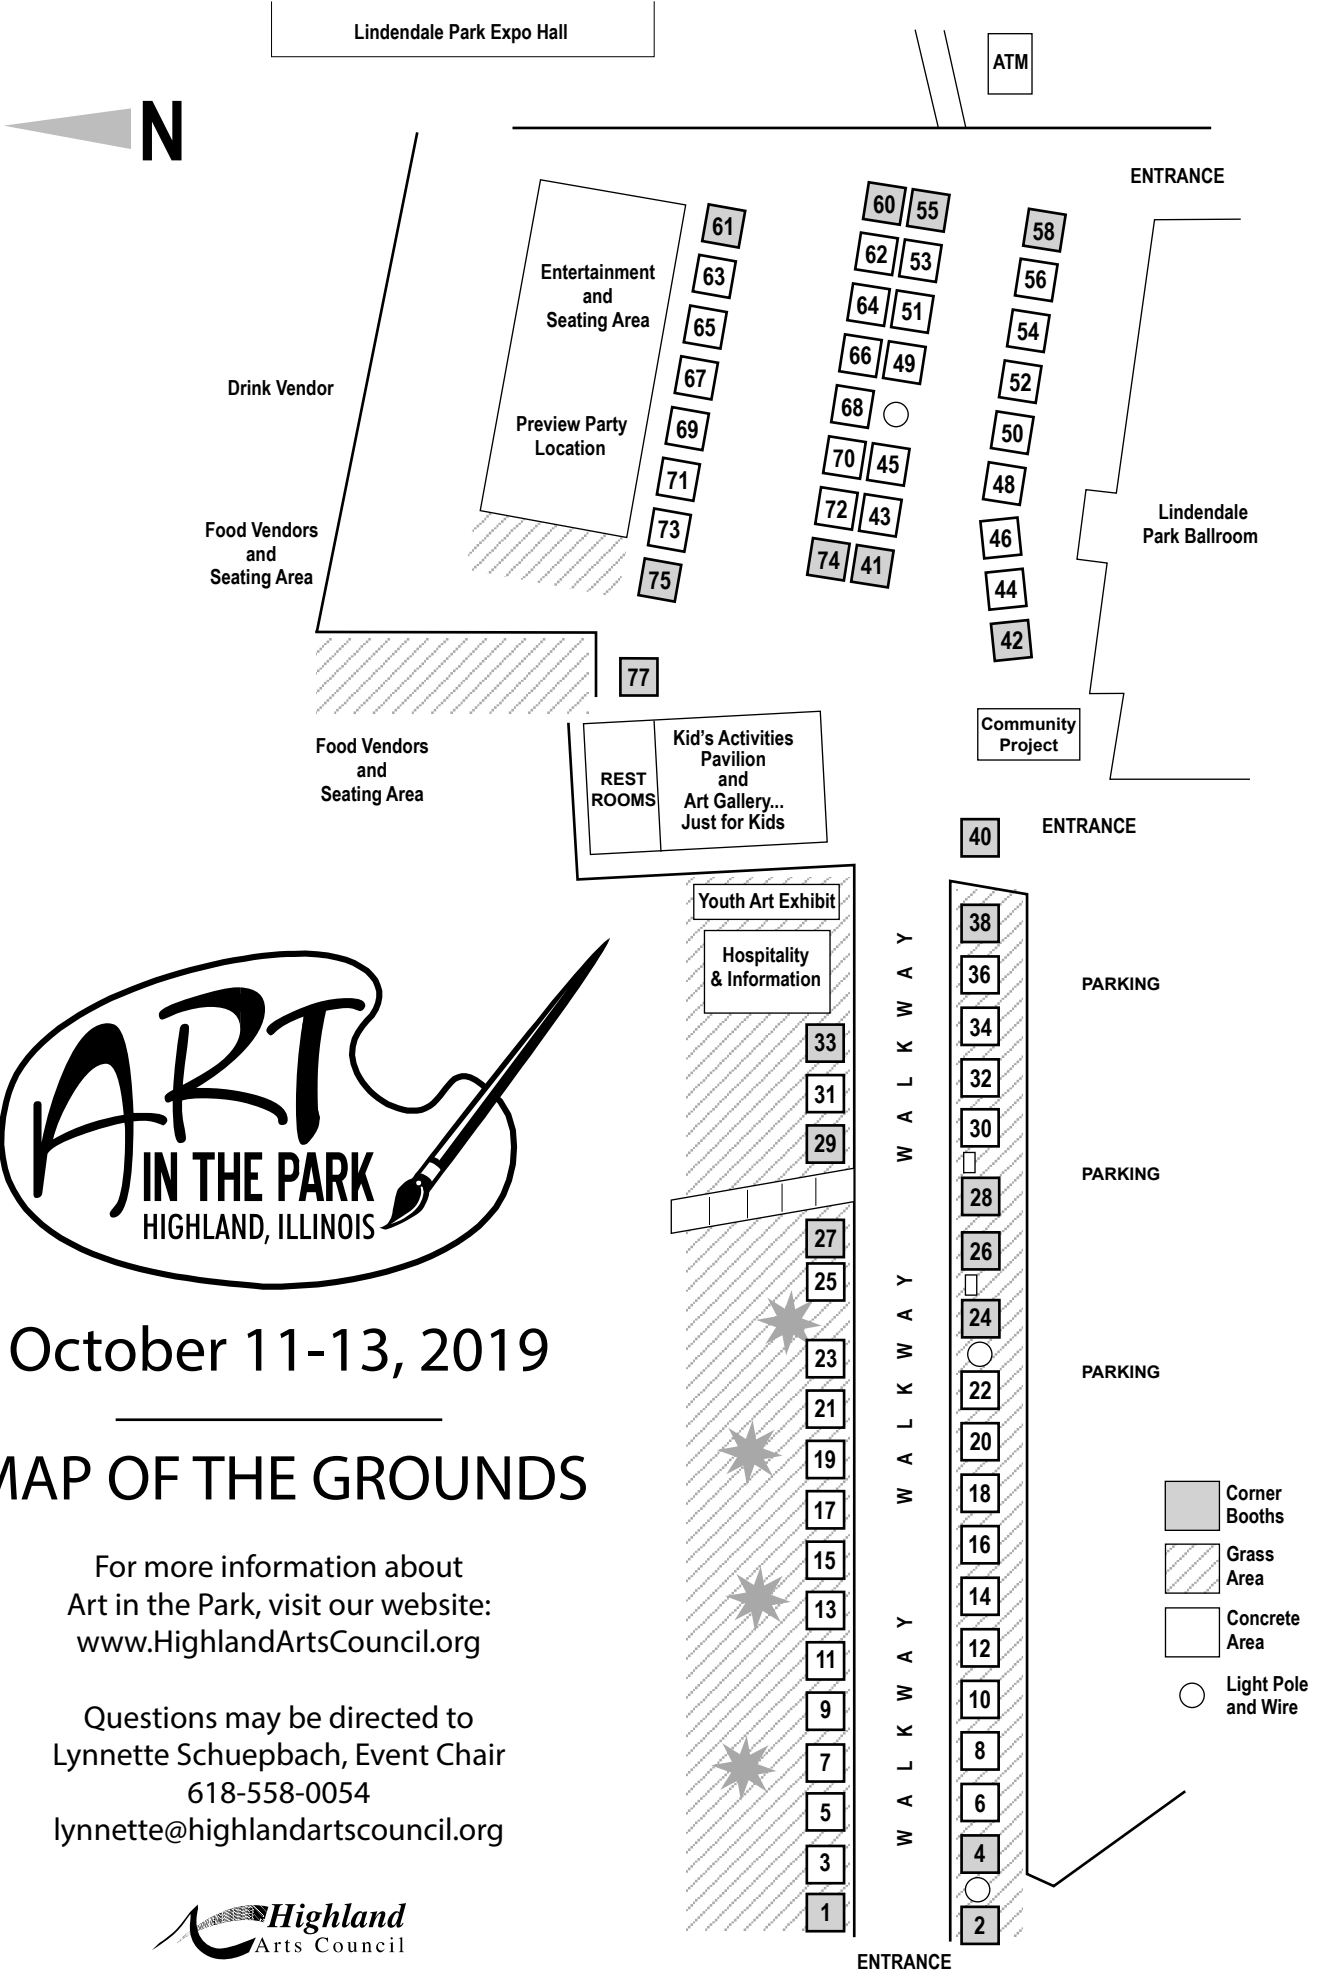 Lindendale Park Expo Hall
ATM
N
ENTRANCE
61
63
65
67
69
71
73
75
77
60
55
62
53
64
51
66
49
68
70
45
72
43
74
41
58
56
54
52
50
48
46
44
42
Entertainment
and
Seating Area
Preview Party
Location
Drink Vendor
Food Vendors
and
Seating Area
Lindendale
Park Ballroom
Food Vendors
and
Seating Area
REST
ROOMS
Kid's Activities
Pavilion
and
Art Gallery...
Just for Kids
Community
Project
40
ENTRANCE
Youth Art Exhibit
Hospitality
& Information
33
31
29
27
25
23
21
19
17
15
13
11
9
7
5
3
1
WALKWAY
WALKWAY
WALKWAY
38
36
34
32
30
28
26
24
22
20
18
16
14
12
10
8
6
4
2
PARKING
PARKING
PARKING
ENTRANCE
Corner
Booths
Grass
Area
Concrete
Area
Light Pole
and Wire
ART
IN THE PARK
HIGHLAND, ILLINOIS
October 11-13, 2019
MAP OF THE GROUNDS
For more information about
Art in the Park, visit our website:
www.HighlandArtsCouncil.org
Questions may be directed to
Lynnette Schuepbach, Event Chair
618-558-0054
lynnette@highlandartscouncil.org
Highland
Arts Council